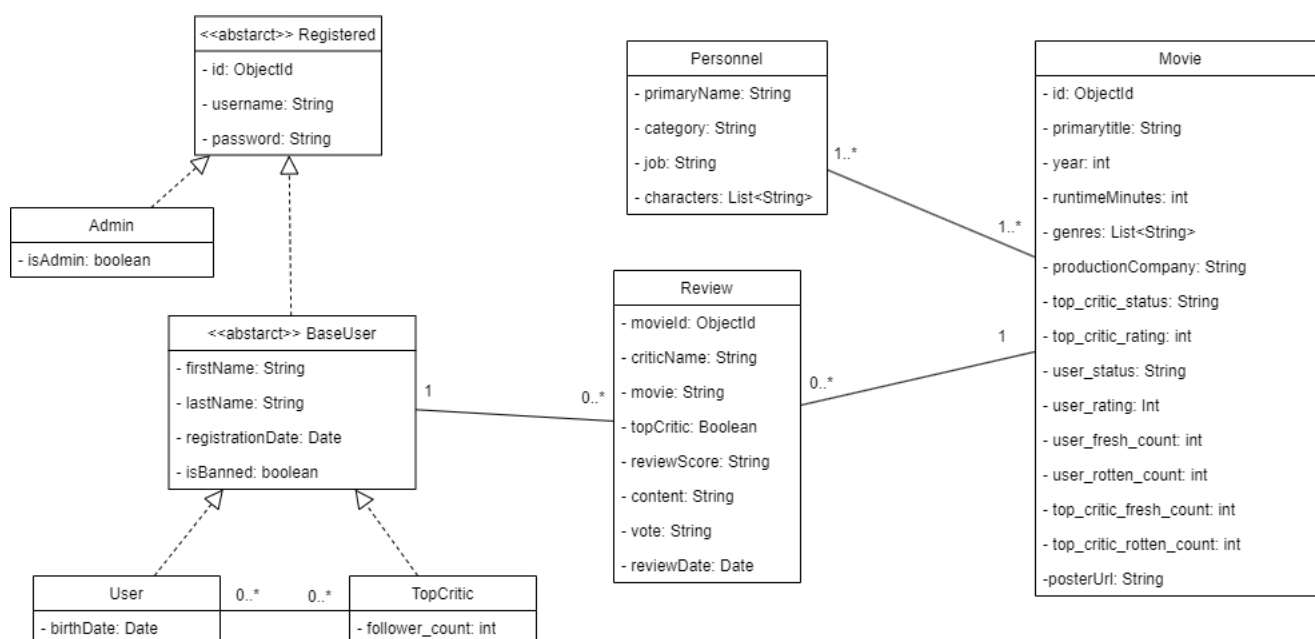 <<abstarct>> Registered
- id: ObjectId
- username: String
- password: String
Admin
- isAdmin: boolean
<<abstarct>> BaseUser
- firstName: String
- lastName: String
- registrationDate: Date
- isBanned: boolean
User
- birthDate: Date
0..*
0..*
TopCritic
- follower_count: int
1
0..*
Personnel
- primaryName: String
- category: String
- job: String
- characters: List<String>
1..*
1..*
Review
- movieId: ObjectId
- criticName: String
- movie: String
- topCritic: Boolean
- reviewScore: String
- content: String
- vote: String
- reviewDate: Date
0..*
1
Movie
- id: ObjectId
- primarytitle: String
- year: int
- runtimeMinutes: int
- genres: List<String>
- productionCompany: String
- top_critic_status: String
- top_critic_rating: int
- user_status: String
- user_rating: Int
- user_fresh_count: int
- user_rotten_count: int
- top_critic_fresh_count: int
- top_critic_rotten_count: int
-posterUrl: String